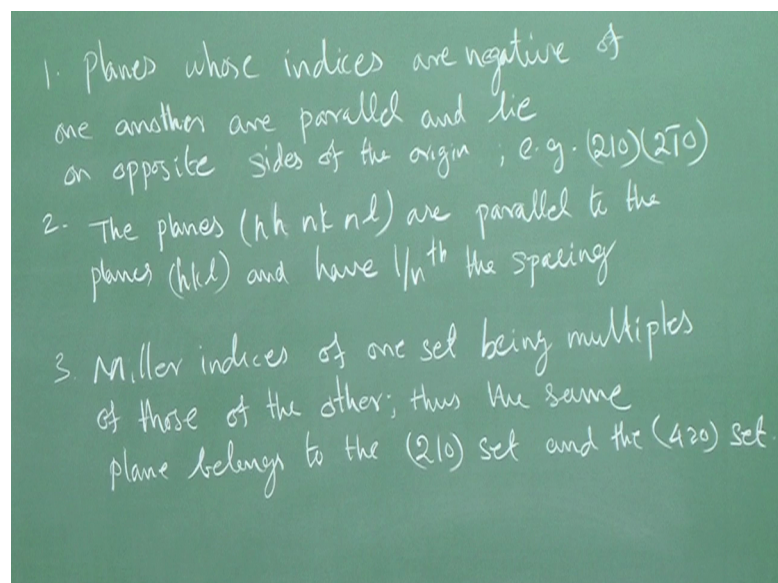 1. Planes whose indices are negative of
one another are parallel and lie
on opposite sides of the origin; e.g. (210)(2̅10)
2. The planes (nh nk nl) are parallel to the
planes (hkl) and have 1/nth the spacing
3. Miller indices of one set being multiples
of those of the other; thus the same
plane belongs to the (210) set and the (420) set.